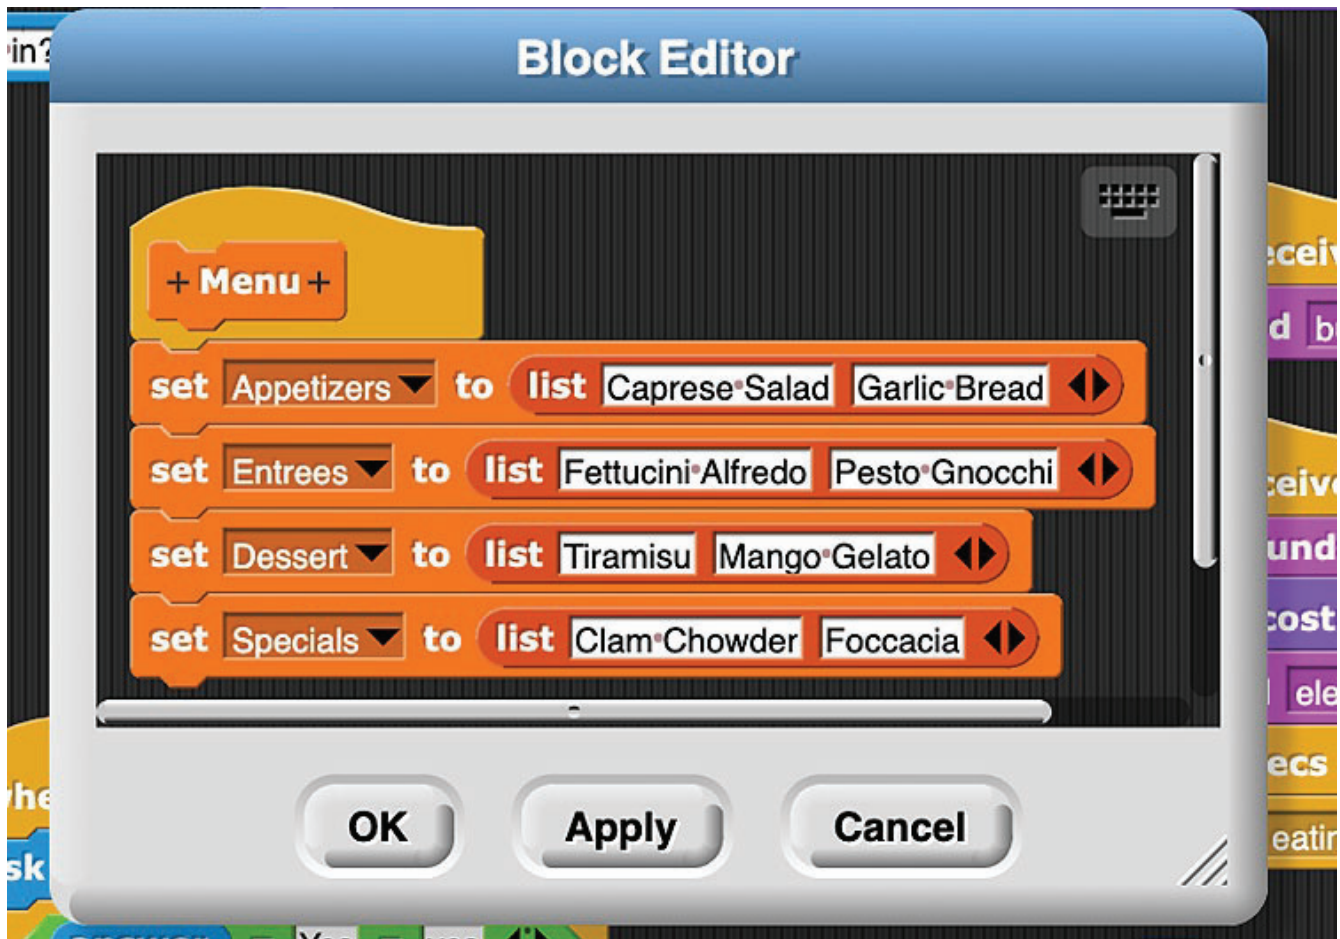 in?
Block Editor
+ Menu +
set Appetizers to list Caprese Salad Garlic Bread
set Entrees to list Fettucini Alfredo Pesto Gnocchi
set Dessert to list Tiramisu Mango Gelato
set Specials to list Clam Chowder Foccacia
OK Apply Cancel